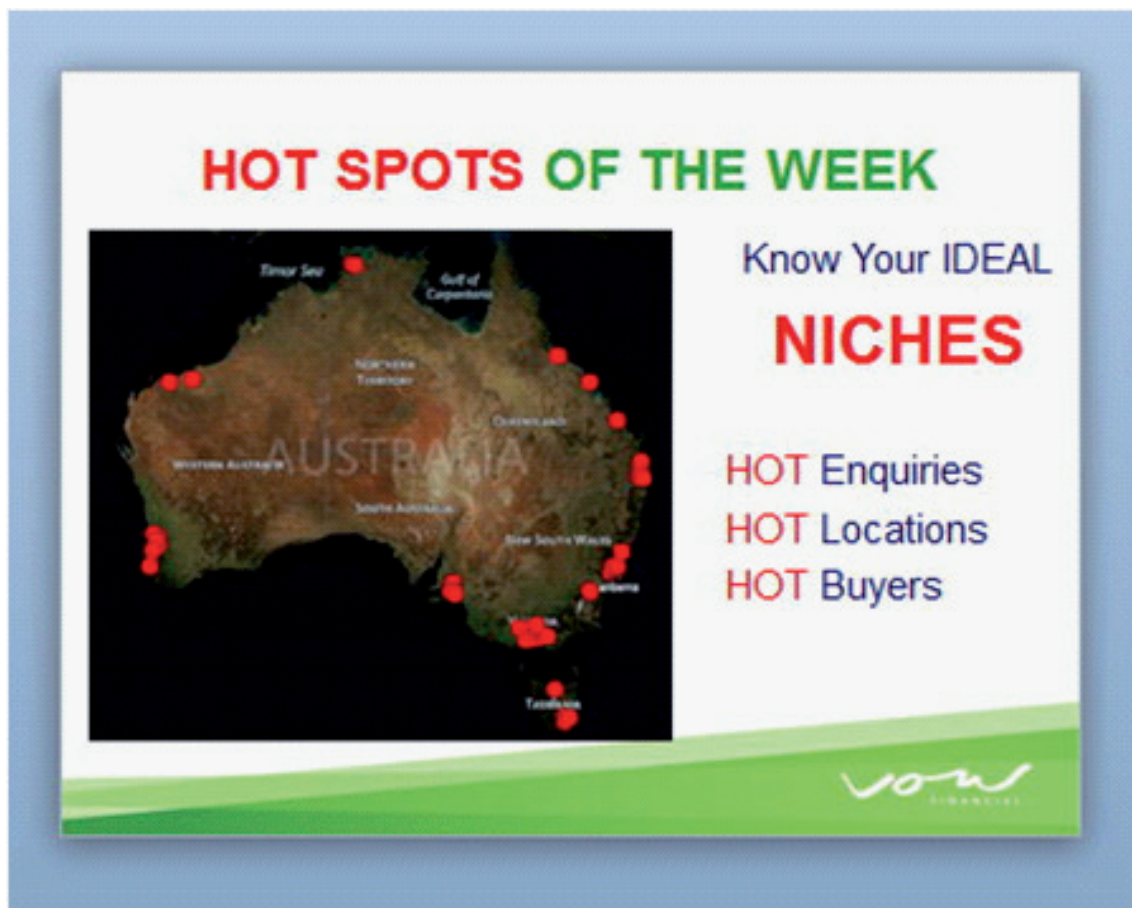 HOT SPOTS OF THE WEEK
Know Your IDEAL
NICHES
HOT Enquiries
HOT Locations
HOT Buyers
Timor Sea
Gulf of
Carpentaria
NORTHERN
TERRITORY
QUEENSLAND
AUSTRALIA
WESTERN AUSTRALIA
SOUTH AUSTRALIA
NEW SOUTH WALES
TASMANIA
vow
FINANCIAL